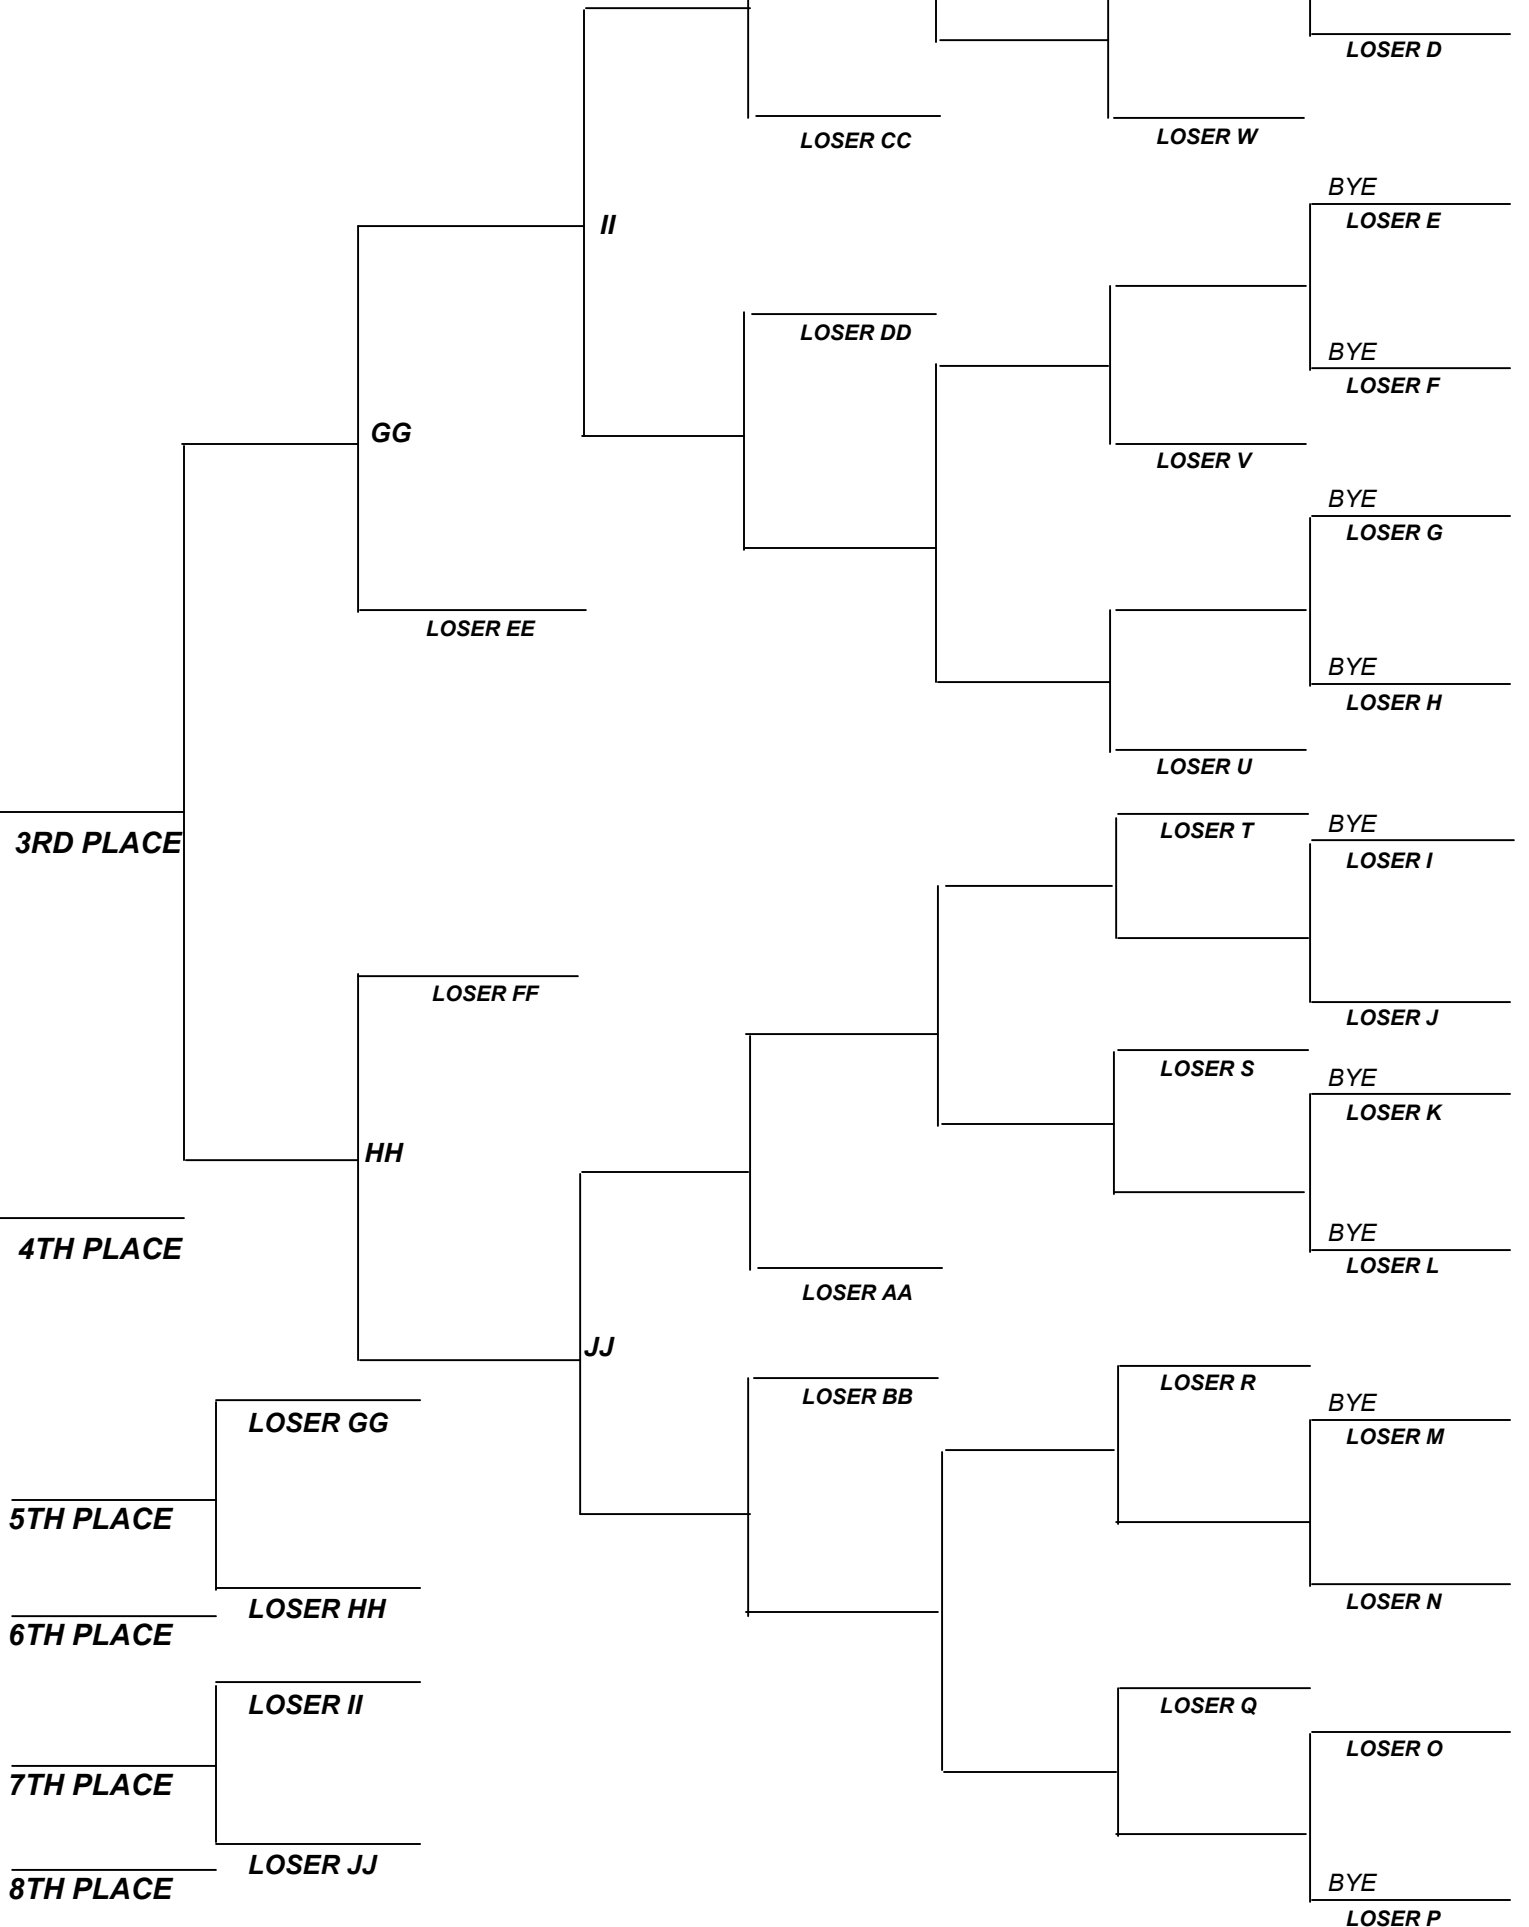 LOSER D
LOSER CC
LOSER W
BYE
LOSER E
II
LOSER DD
BYE
LOSER F
GG
LOSER V
BYE
LOSER G
LOSER EE
BYE
LOSER H
LOSER U
3RD PLACE
LOSER T
BYE
LOSER I
LOSER FF
LOSER J
LOSER S
BYE
LOSER K
HH
4TH PLACE
BYE
LOSER L
LOSER AA
JJ
LOSER BB
LOSER R
BYE
LOSER M
LOSER GG
5TH PLACE
LOSER HH
LOSER N
6TH PLACE
LOSER II
LOSER Q
LOSER O
7TH PLACE
LOSER JJ
8TH PLACE
BYE
LOSER P